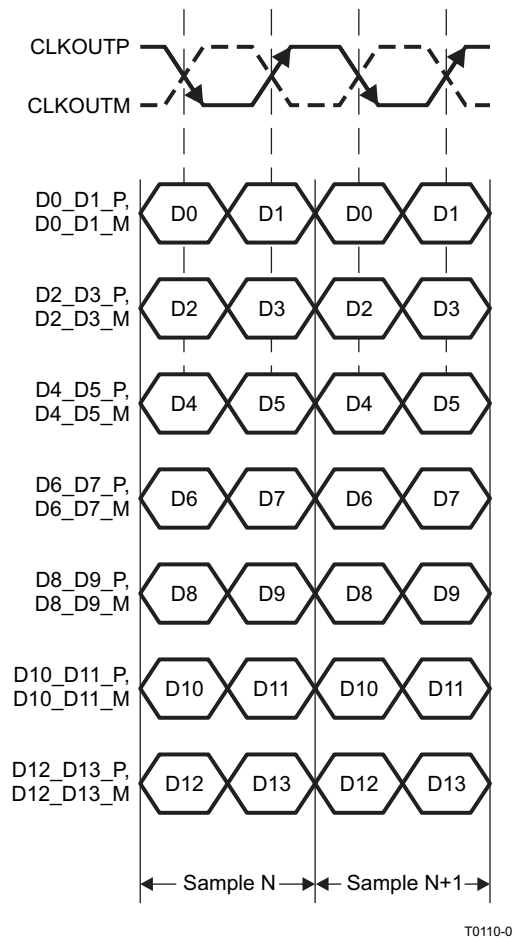 CLKOUTP
CLKOUTM
D0_D1_P,
D0_D1_M
D0 D1 D0 D1
D2_D3_P,
D2_D3_M
D2 D3 D2 D3
D4_D5_P,
D4_D5_M
D4 D5 D4 D5
D6_D7_P,
D6_D7_M
D6 D7 D6 D7
D8_D9_P,
D8_D9_M
D8 D9 D8 D9
D10_D11_P,
D10_D11_M
D10 D11 D10 D11
D12_D13_P,
D12_D13_M
D12 D13 D12 D13
Sample N Sample N+1
T0110-0